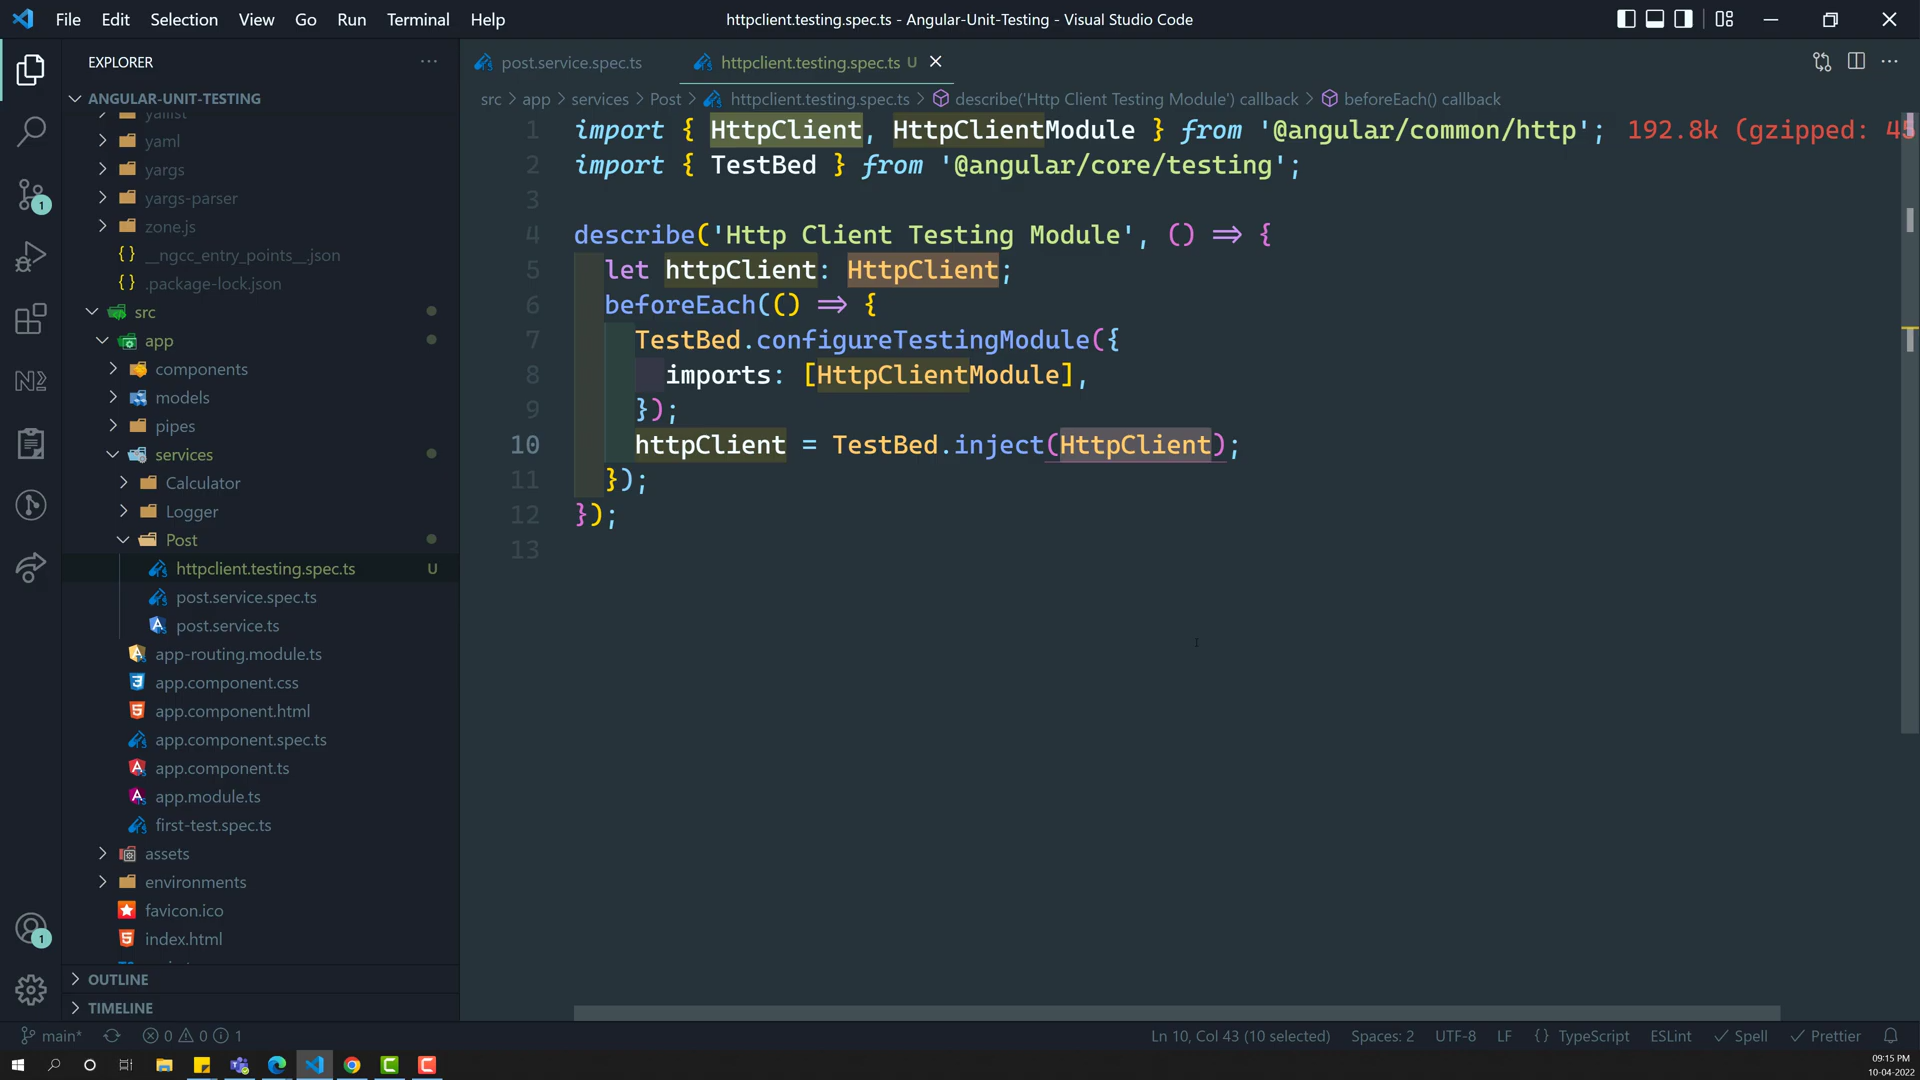 File Edit Selection View Go Run Terminal Help
httpclient.testing.spec.ts - Angular-Unit-Testing - Visual Studio Code
EXPLORER
ANGULAR-UNIT-TESTING
yallist
yaml
yargs
yargs-parser
zone.js
__ngcc_entry_points__.json
.package-lock.json
src
app
components
models
pipes
services
Calculator
Logger
Post
httpclient.testing.spec.ts U
post.service.spec.ts
post.service.ts
app-routing.module.ts
app.component.css
app.component.html
app.component.spec.ts
app.component.ts
app.module.ts
first-test.spec.ts
assets
environments
favicon.ico
index.html
OUTLINE
TIMELINE
post.service.spec.ts
httpclient.testing.spec.ts U
src > app > services > Post > httpclient.testing.spec.ts > describe('Http Client Testing Module') callback > beforeEach() callback
1 import { HttpClient, HttpClientModule } from '@angular/common/http'; 192.8k (gzipped: 45
2 import { TestBed } from '@angular/core/testing';
3
4 describe('Http Client Testing Module', () => {
5 let httpClient: HttpClient;
6 beforeEach(() => {
7 TestBed.configureTestingModule({
8 imports: [HttpClientModule],
9 });
10 httpClient = TestBed.inject(HttpClient);
11 });
12 });
13
1
1
main* 0 0 1
Ln 10, Col 43 (10 selected) Spaces: 2 UTF-8 LF {} TypeScript ESLint Spell Prettier
09:15 PM
10-04-2022